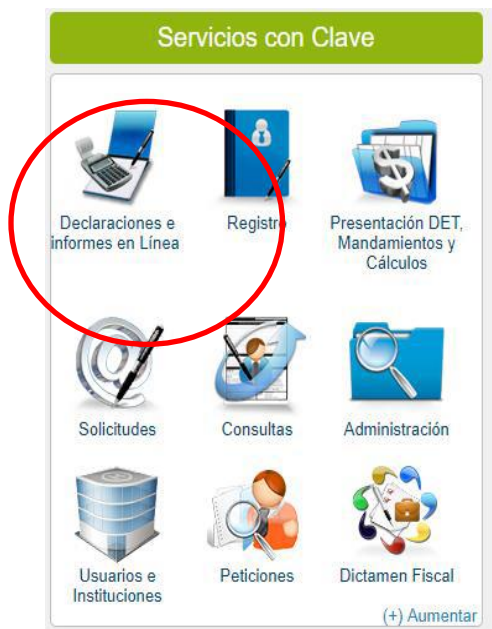 Servicios con Clave
Declaraciones e
informes en Línea
Registro
Presentación DET,
Mandamientos y
Cálculos
Solicitudes
Consultas
Administración
Usuarios e
Instituciones
Peticiones
Dictamen Fiscal
(+) Aumentar